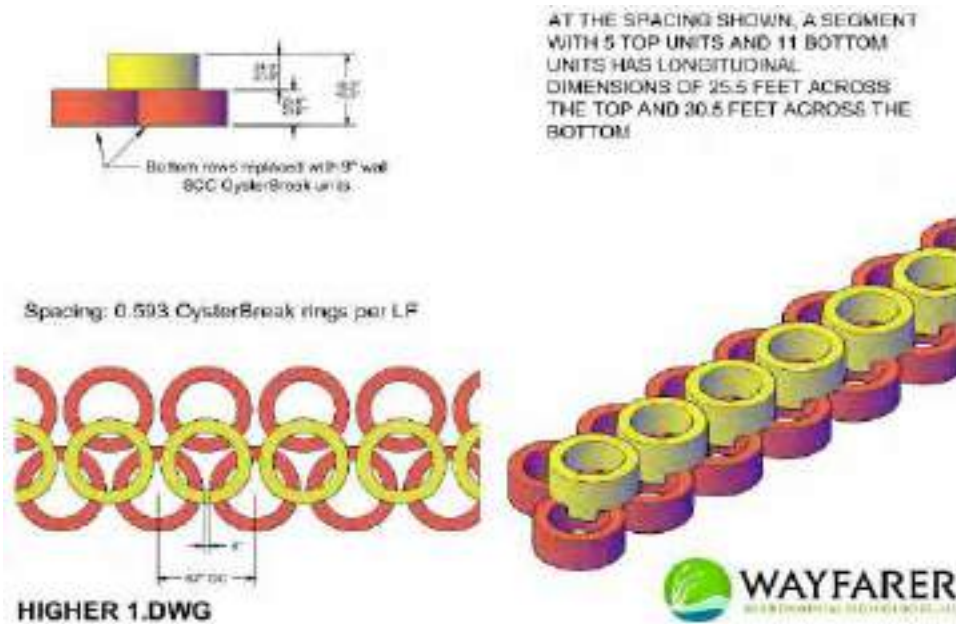 AT THE SPACING SHOWN, A SEGMENT
WITH 5 TOP UNITS AND 11 BOTTOM
UNITS HAS LONGITUDINAL
DIMENSIONS OF 25.5 FEET ACROSS
THE TOP AND 30.5 FEET ACROSS THE
BOTTOM
Bottom rows replaced with 9" wall
SCC OysterBreak units
Spacing: 0.593 OysterBreak rings per LF
OC
HIGHER 1.DWG
WAYFARER